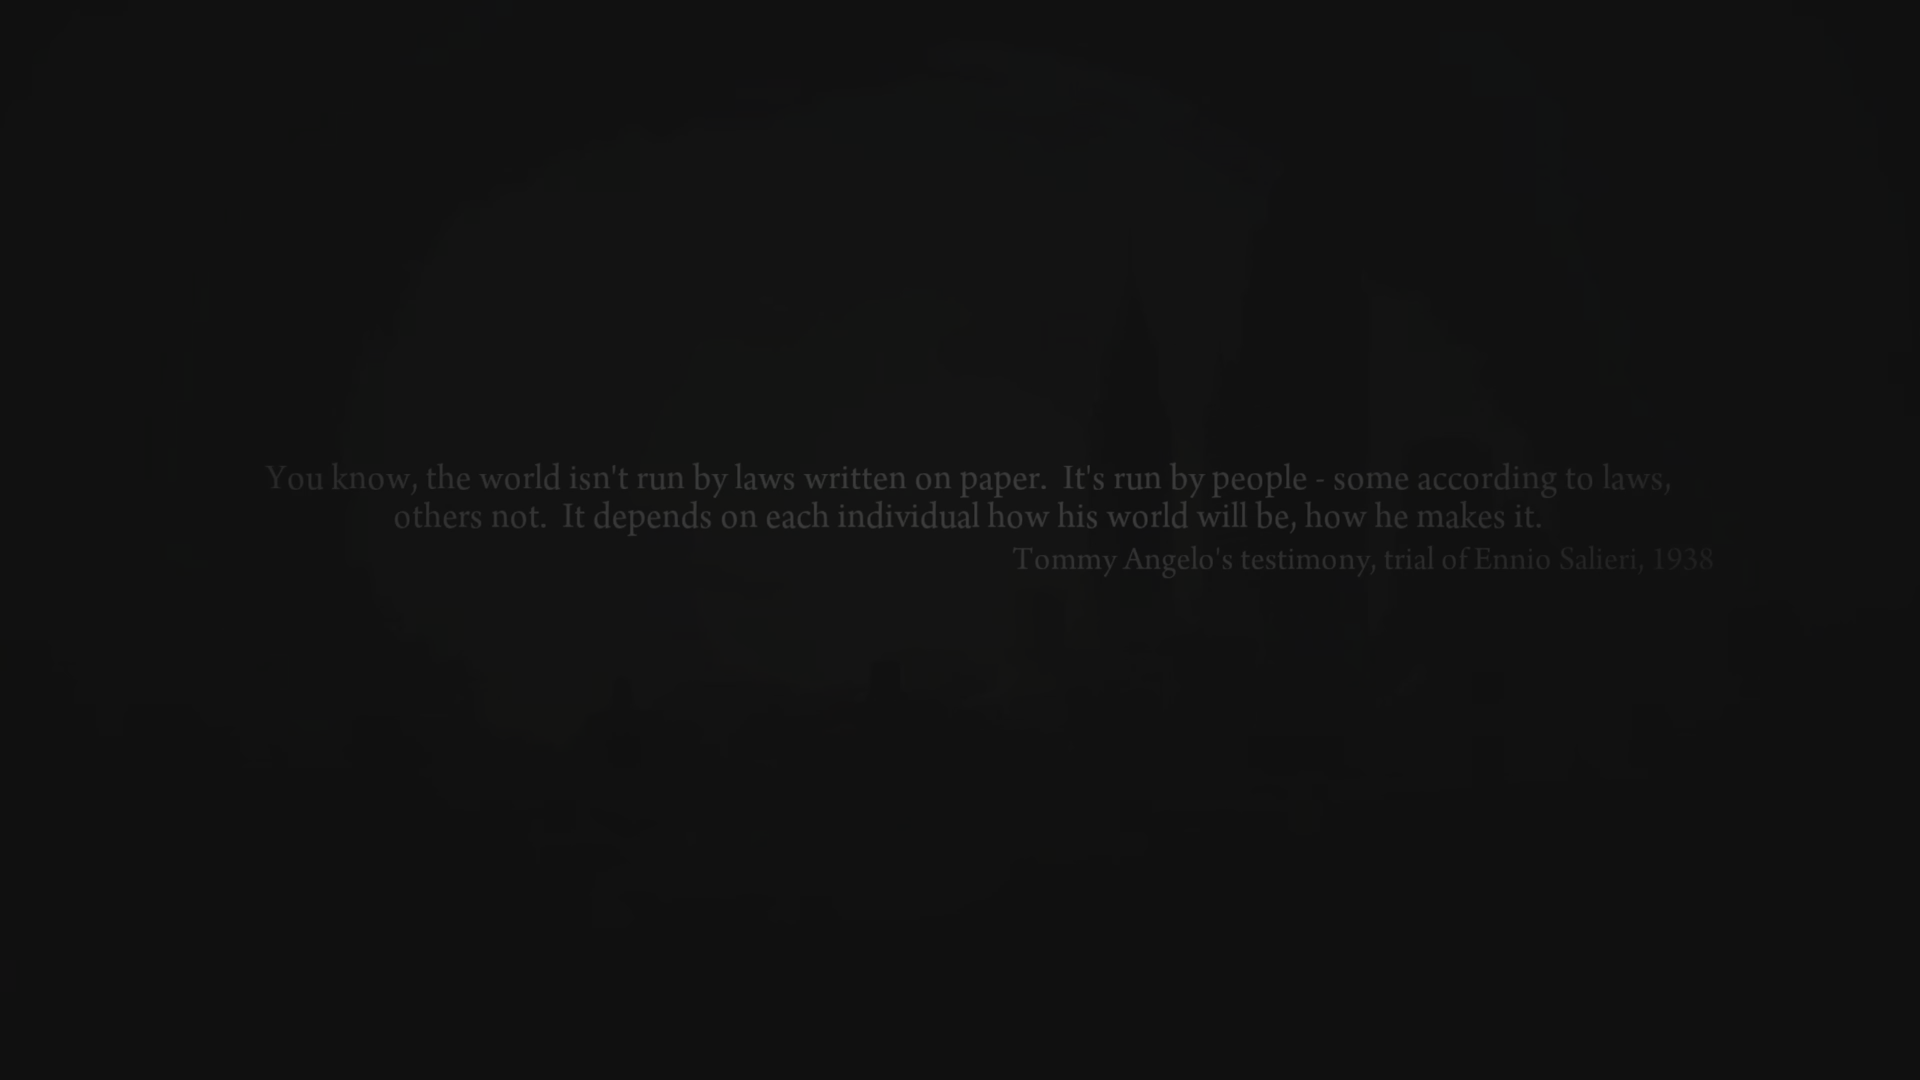 You know, the world isn't run by laws written on paper.  It's run by people - some according to laws,
others not.  It depends on each individual how his world will be, how he makes it.
Tommy Angelo's testimony, trial of Ennio Salieri, 1938